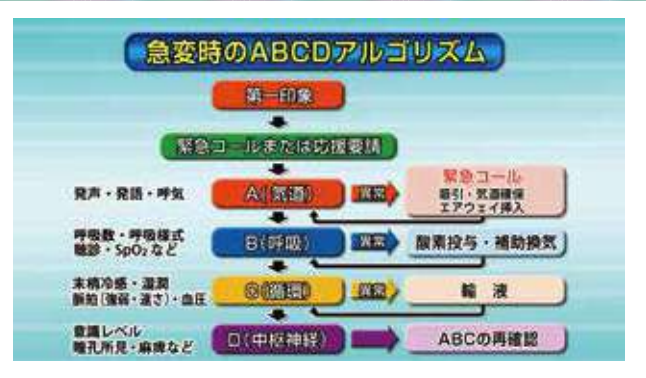 急変時のABCDアルゴリズム
第一印象
緊急コールまたは応援要請
発声・発語・呼気
A(気道)
異常
緊急コール
吸引・気道確保
エアウェイ挿入
呼吸数・呼吸様式
聴診・SpO₂など
B(呼吸)
異常
酸素投与・補助換気
末梢冷感・湿潤
脈拍(強弱・速さ)・血圧
C(循環)
異常
輸 液
意識レベル
瞳孔所見・麻痺など
D(中枢神経)
ABCの再確認